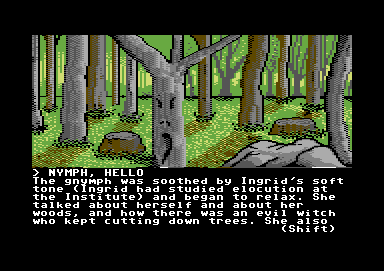 > NYMPH, HELLO
The gnymph was soothed by Ingrid's soft
tone (Ingrid had studied elocution at
the Institute) and began to relax. She
talked about herself and about her
woods, and how there was an evil witch
who kept cutting down trees. She also
(Shift)